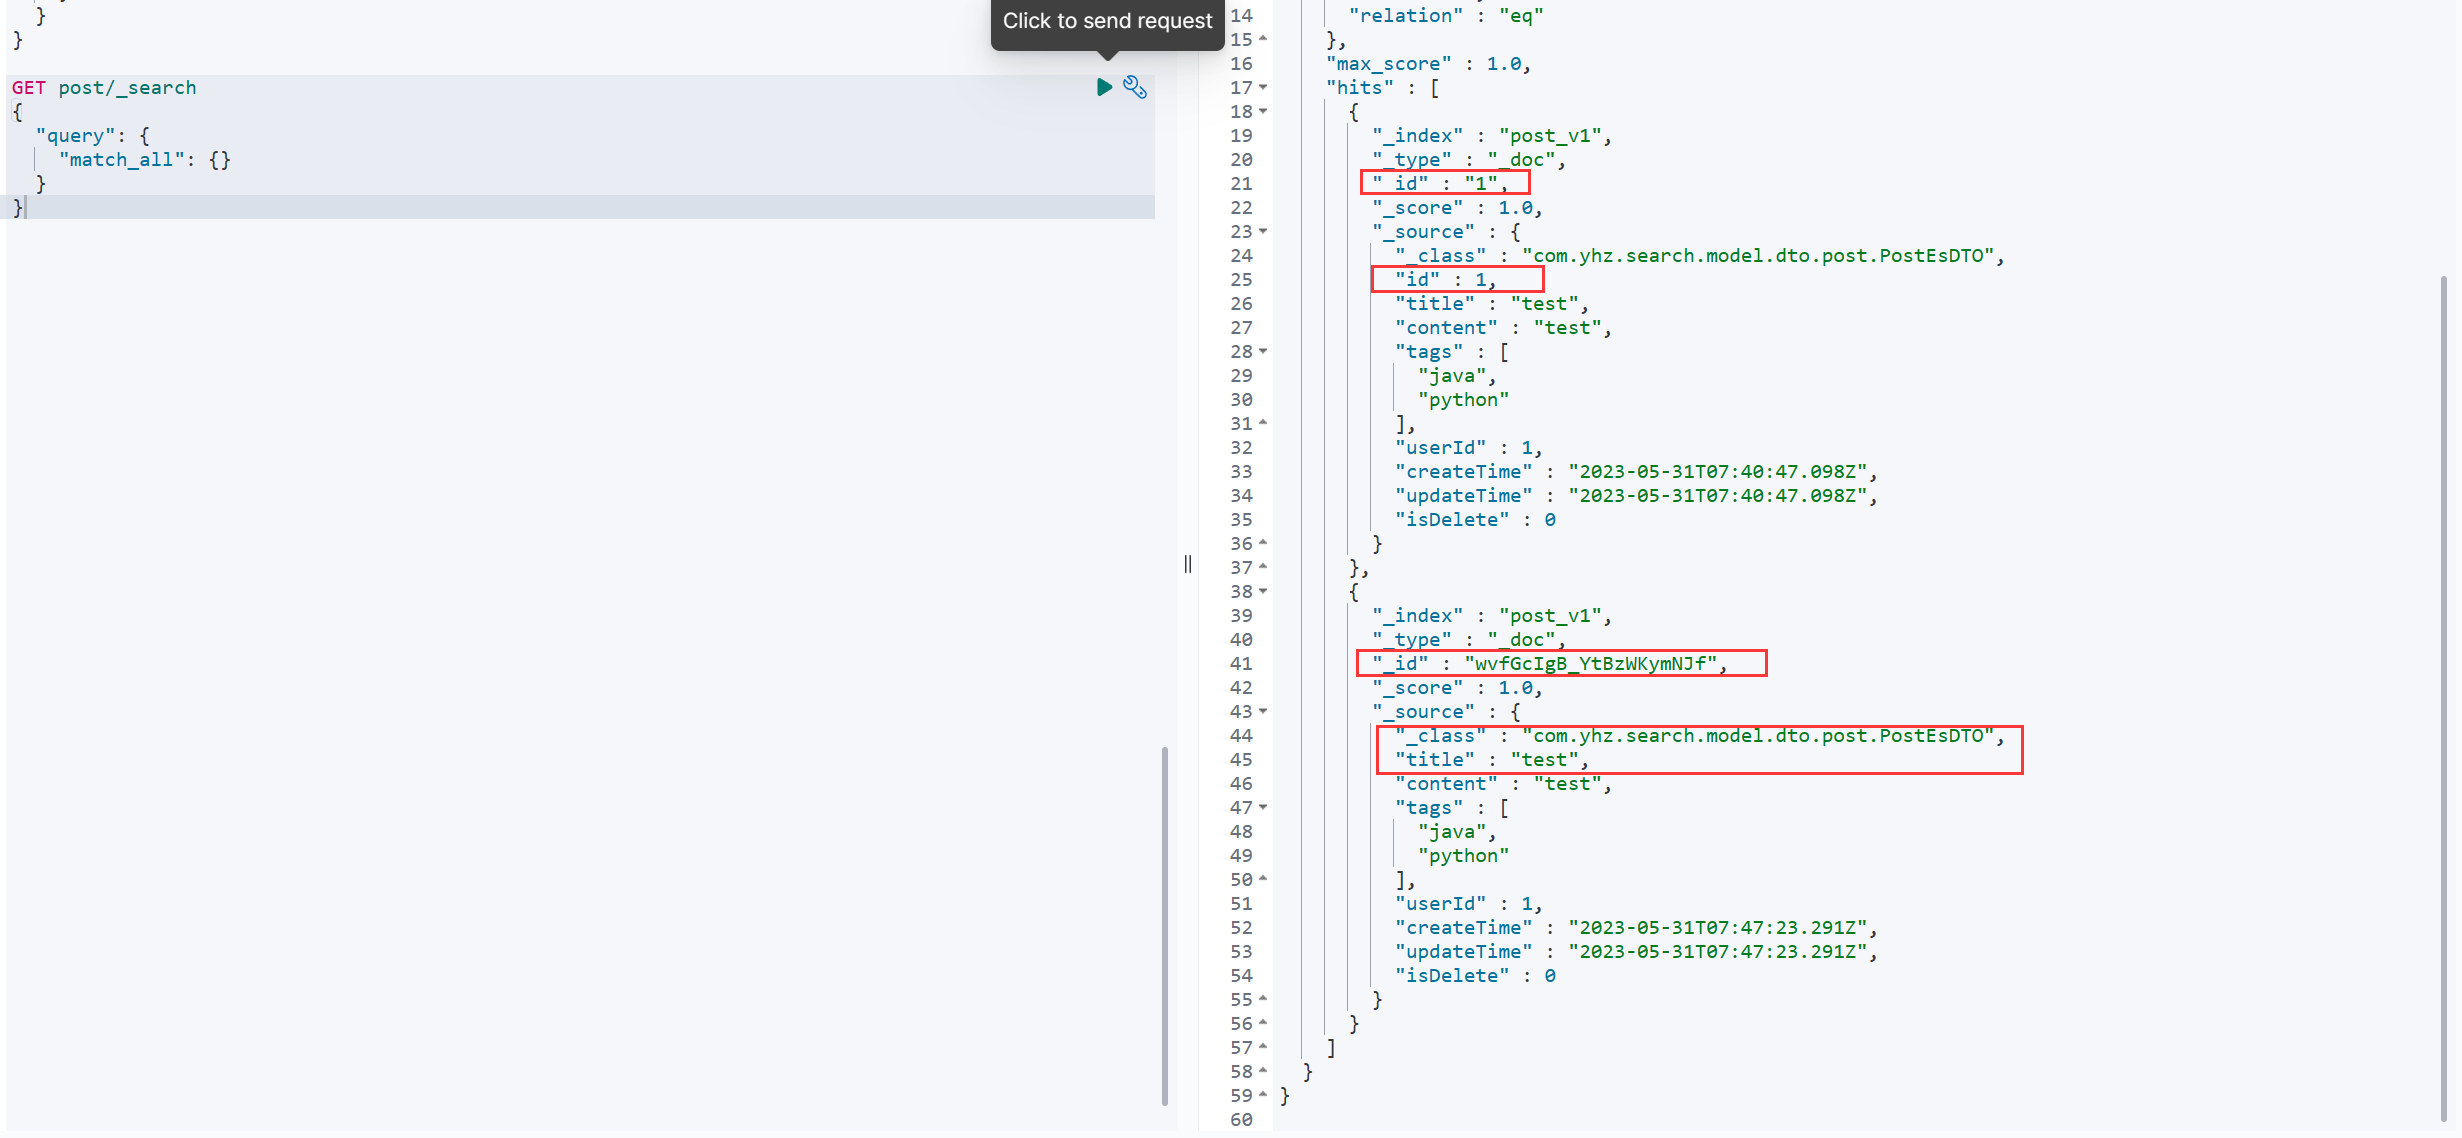 }
}
Click to send request
GET post/_search
{
"query": {
"match_all": {}
}
}
14 "relation" : "eq"
15 },
16 "max_score" : 1.0,
17 "hits" : [
18 {
19 "_index" : "post_v1",
20 "_type" : "_doc",
21 "_id" : "1",
22 "_score" : 1.0,
23 "_source" : {
24 "_class" : "com.yhz.search.model.dto.post.PostEsDTO",
25 "id" : 1,
26 "title" : "test",
27 "content" : "test",
28 "tags" : [
29 "java",
30 "python"
31 ],
32 "userId" : 1,
33 "createTime" : "2023-05-31T07:40:47.098Z",
34 "updateTime" : "2023-05-31T07:40:47.098Z",
35 "isDelete" : 0
36 }
37 },
38 {
39 "_index" : "post_v1",
40 "_type" : "_doc",
41 "_id" : "wvfGcIgB_YtBzWKymNJf",
42 "_score" : 1.0,
43 "_source" : {
44 "_class" : "com.yhz.search.model.dto.post.PostEsDTO",
45 "title" : "test",
46 "content" : "test",
47 "tags" : [
48 "java",
49 "python"
50 ],
51 "userId" : 1,
52 "createTime" : "2023-05-31T07:47:23.291Z",
53 "updateTime" : "2023-05-31T07:47:23.291Z",
54 "isDelete" : 0
55 }
56 }
57 ]
58 }
59 }
60